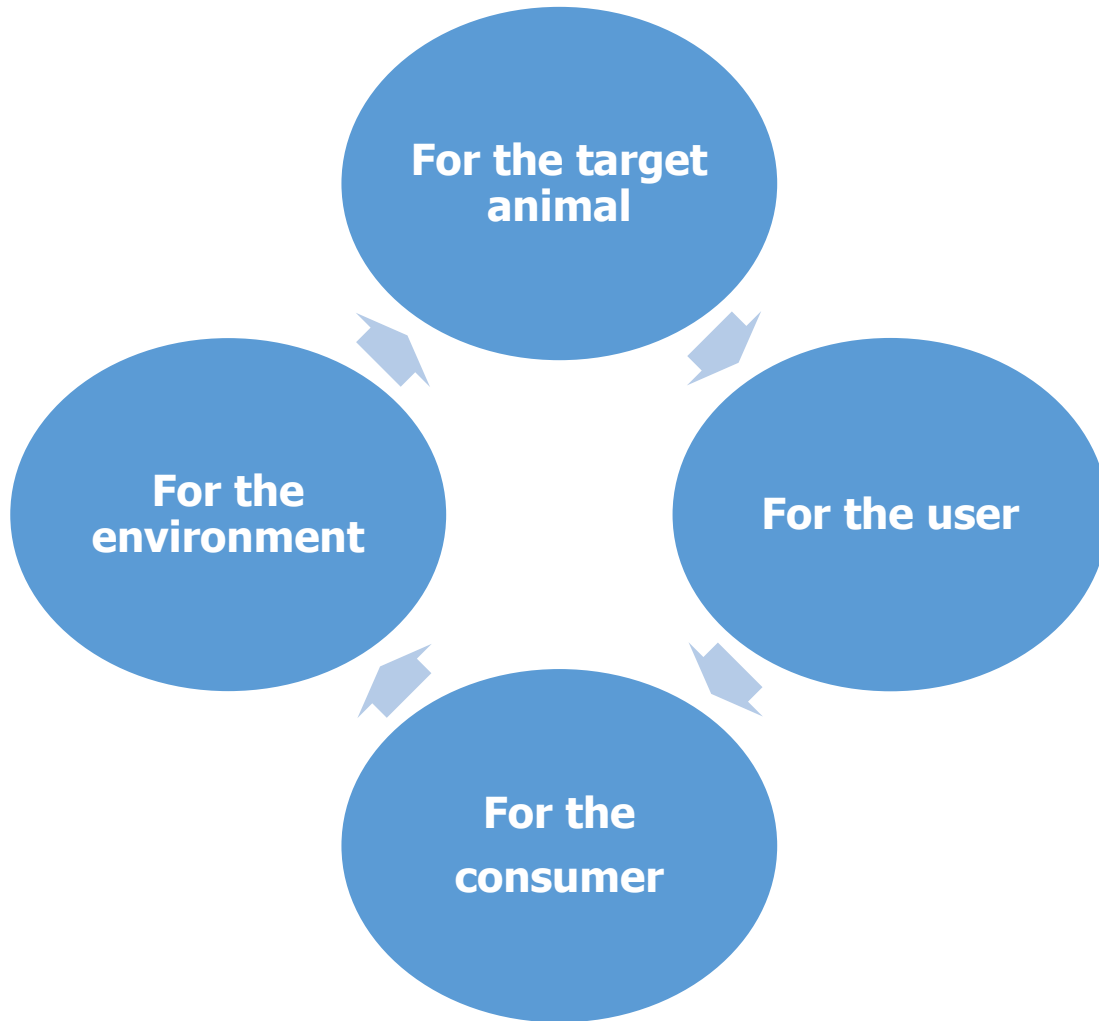 For the target
animal
For the
environment
For the user
For the
consumer